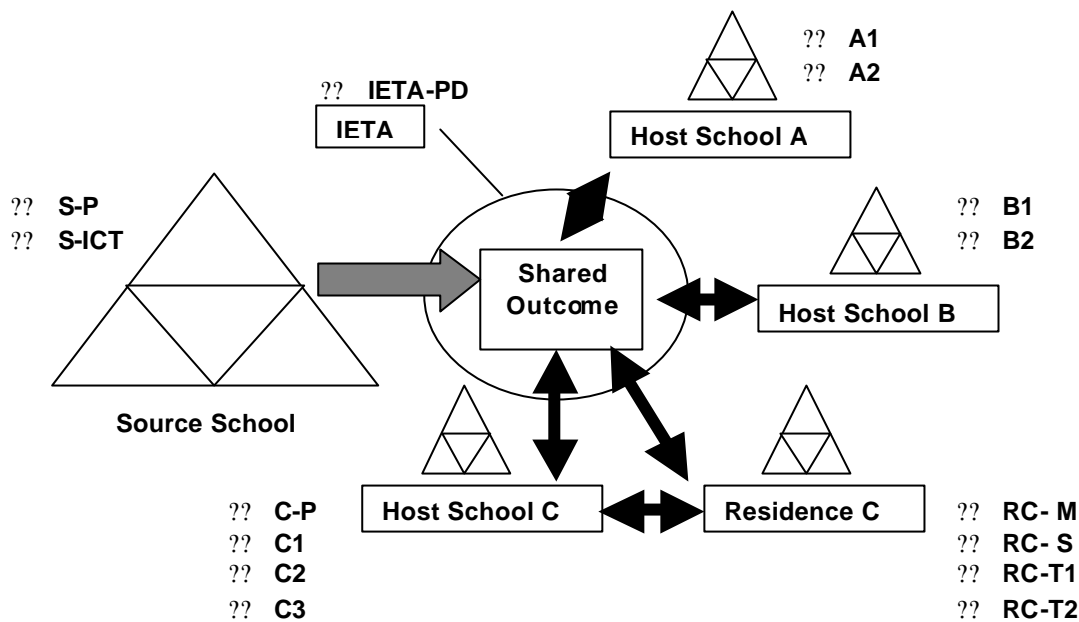 ?? A1
?? A2
?? IETA-PD
IETA
Host School A
?? S-P
?? S-ICT
?? B1
?? B2
Shared
Outcome
Host School B
Source School
Host School C
Residence C
?? C-P
?? C1
?? C2
?? C3
?? RC- M
?? RC- S
?? RC-T1
?? RC-T2